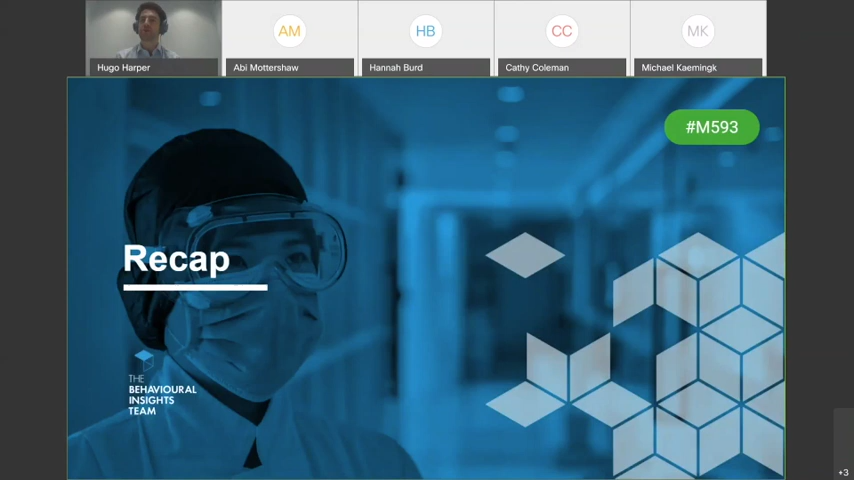 AM
HB
CC
MK
Hugo Harper
Abi Mottershaw
Hannah Burd
Cathy Coleman
Michael Kaemingk
#M593
Recap
THE
BEHAVIOURAL
INSIGHTS
TEAM
+3